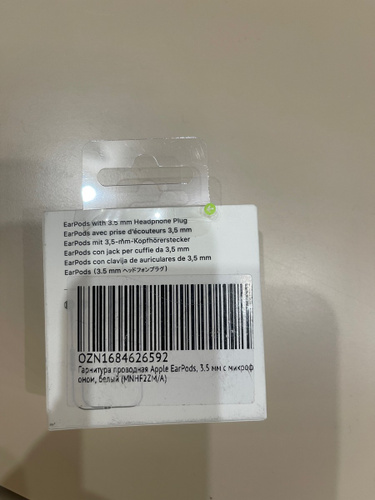 EarPods with 3.5 mm Headphone Plug
EarPods avec prise d'écouteurs 3,5 mm
EarPods mit 3,5-mm-Kopfhörerstecker
EarPods con jack per cuffie da 3,5 mm
EarPods con clavija de auriculares de 3,5 mm
EarPods (3.5 mm ヘッドフォンプラグ)
OZN1684626592
Гарнитура проводная Apple EarPods, 3.5 мм с микроф
оном, белый (MNHF2ZM/A)